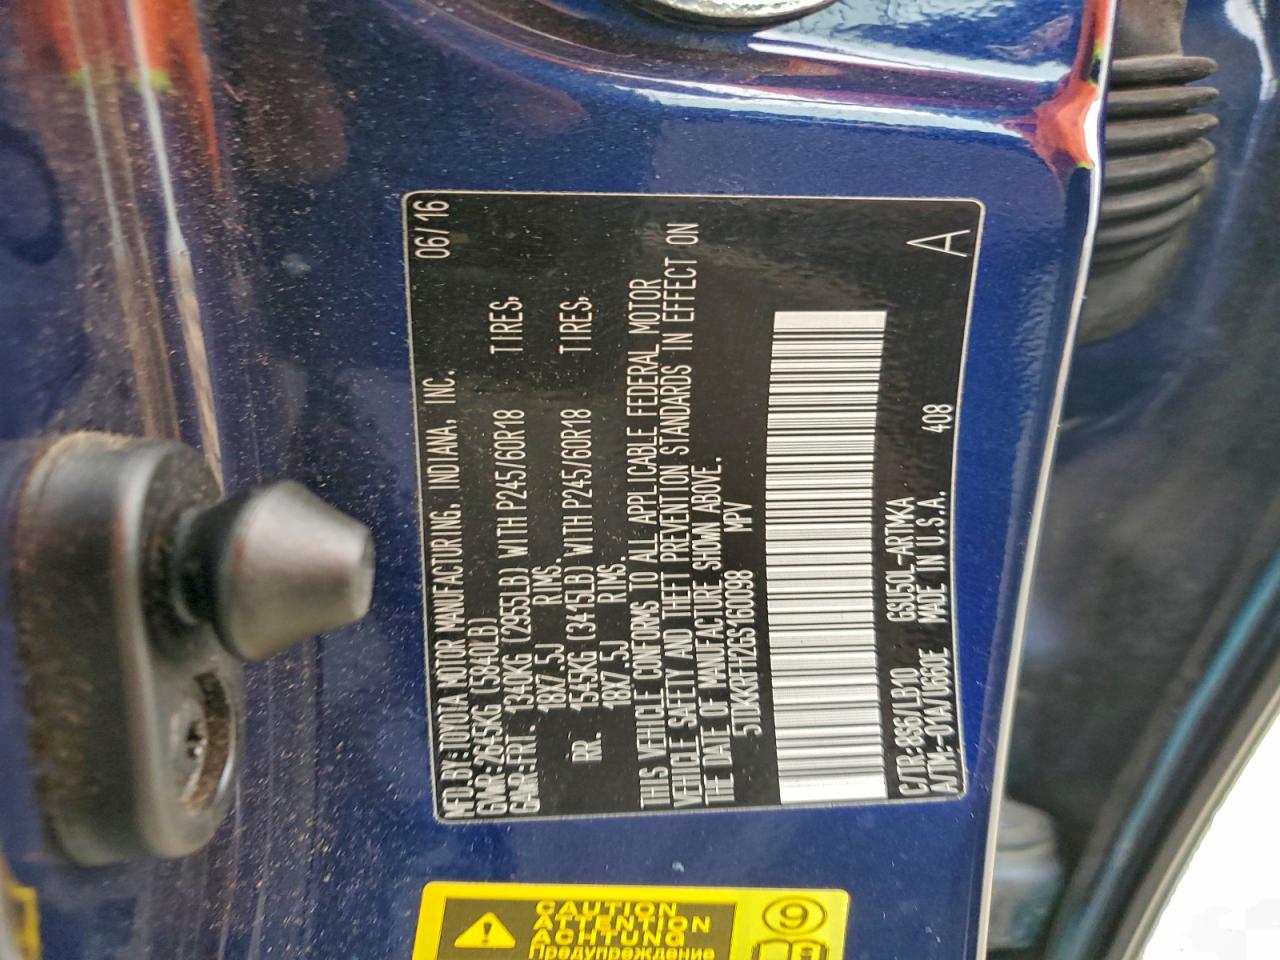 MFD.BY:TOYOTA MOTOR MANUFACTURING, INDIANA, INC. 06/16
GVWR:2645KG (5840LB)
GAWR:FRT. 1340KG (2955LB) WITH P245/60R18 TIRES,
18X7.5J RIMS.
RR. 1545KG (3415LB) WITH P245/60R18 TIRES,
18X7.5J RIMS.
THIS VEHICLE CONFORMS TO ALL APPLICABLE FEDERAL MOTOR
VEHICLE SAFETY AND THEFT PREVENTION STANDARDS IN EFFECT ON
THE DATE OF MANUFACTURE SHOWN ABOVE.
5TDKKRFH2GS160098 MPV
C/TR:8S6/LB10 GSU50L-ARTMKA
A/TM:-01A/U660E MADE IN U.S.A. 408
A
CAUTION
ATTENTION
ACHTUNG
Предупреждение